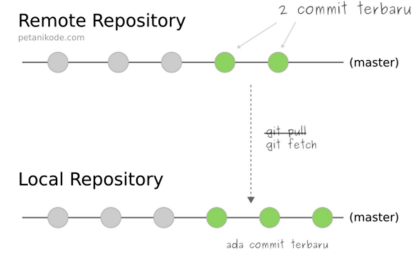 2 commit terbaru
Remote Repository
petanikode.com
(master)
git pull
git fetch
Local Repository
(master)
ada commit terbaru